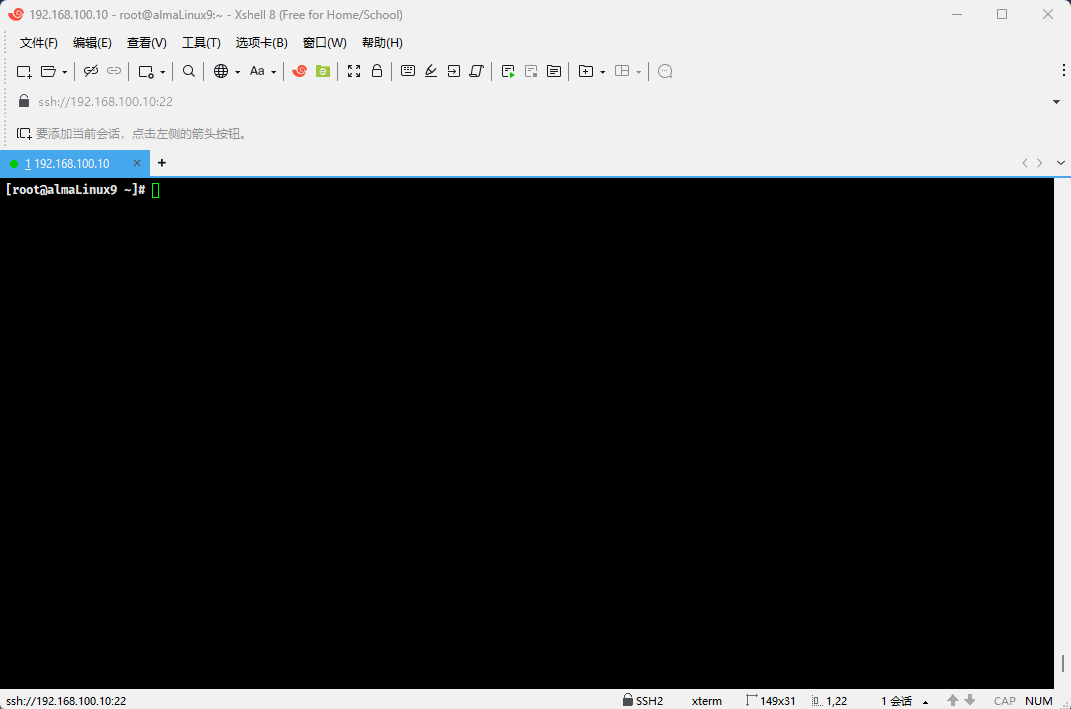 192.168.100.10 - root@almaLinux9:~ - Xshell 8 (Free for Home/School)
文件(F) 编辑(E) 查看(V) 工具(T) 选项卡(B) 窗口(W) 帮助(H)
Aa
ssh://192.168.100.10:22
要添加当前会话，点击左侧的箭头按钮。
1 192.168.100.10
[root@almaLinux9 ~]#
ssh://192.168.100.10:22 SSH2 xterm 149x31 1,22 1 会话 CAP NUM